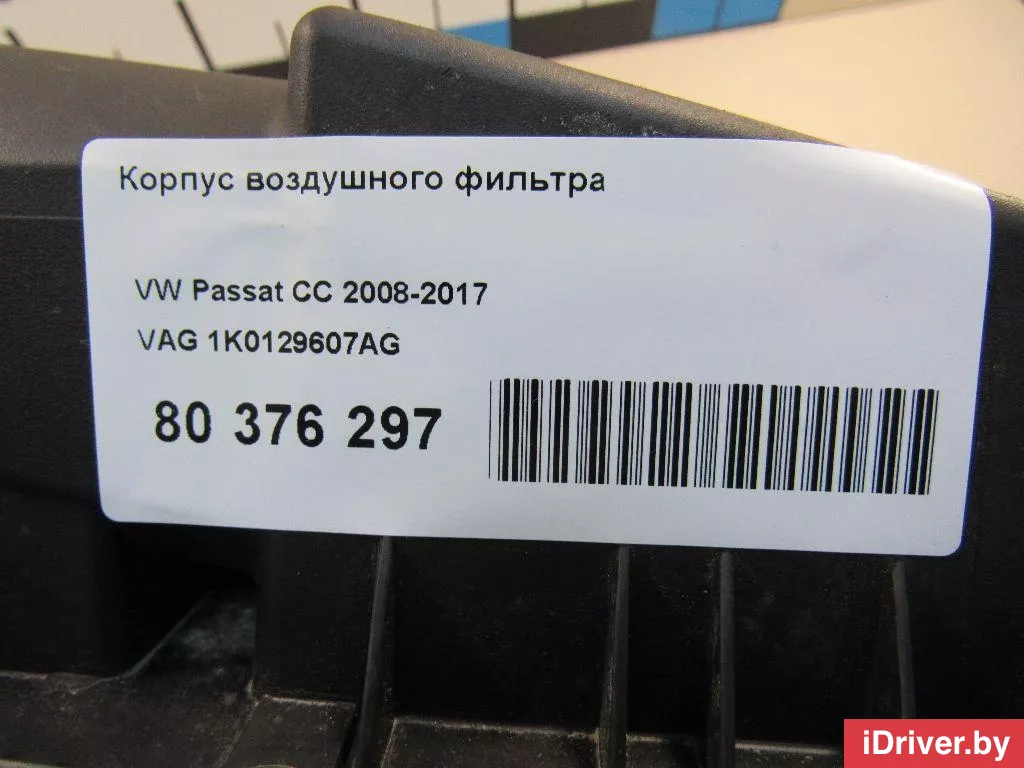 Корпус воздушного фильтра
VW Passat CC 2008-2017
VAG 1K0129607AG
80 376 297
iDriver.by